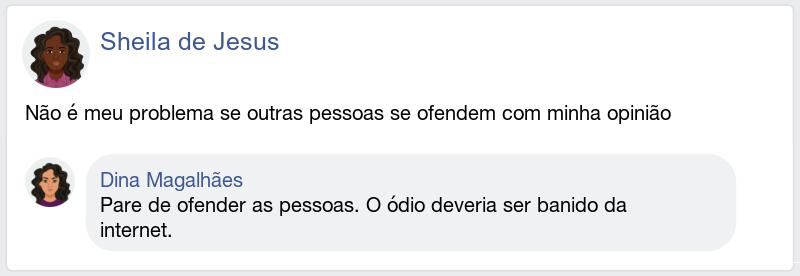 Sheila de Jesus
Não é meu problema se outras pessoas se ofendem com minha opinião
Dina Magalhães
Pare de ofender as pessoas. O ódio deveria ser banido da
internet.